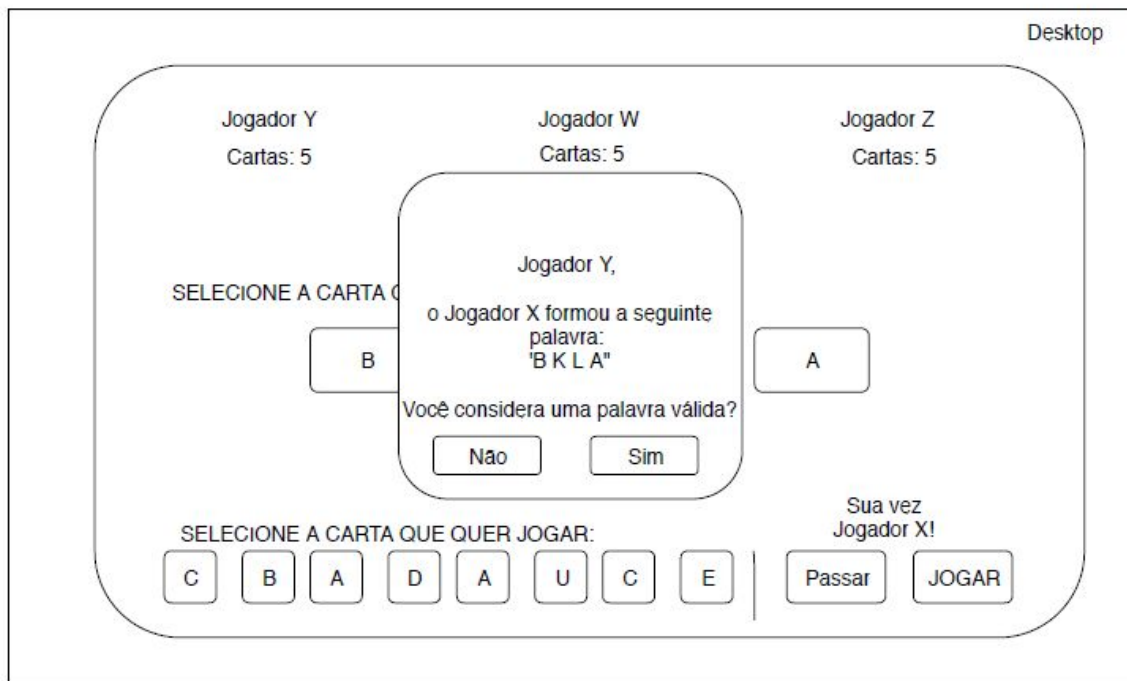 Desktop
Jogador Y
Jogador W
Jogador Z
Cartas: 5
Cartas: 5
Cartas: 5
Jogador Y,
SELECIONE A CARTA
o Jogador X formou a seguinte
palavra:
'B K L A"
B
A
Você considera uma palavra válida?
Não
Sim
Sua vez
Jogador X!
SELECIONE A CARTA QUE QUER JOGAR:
C B A D A U C E
Passar
JOGAR